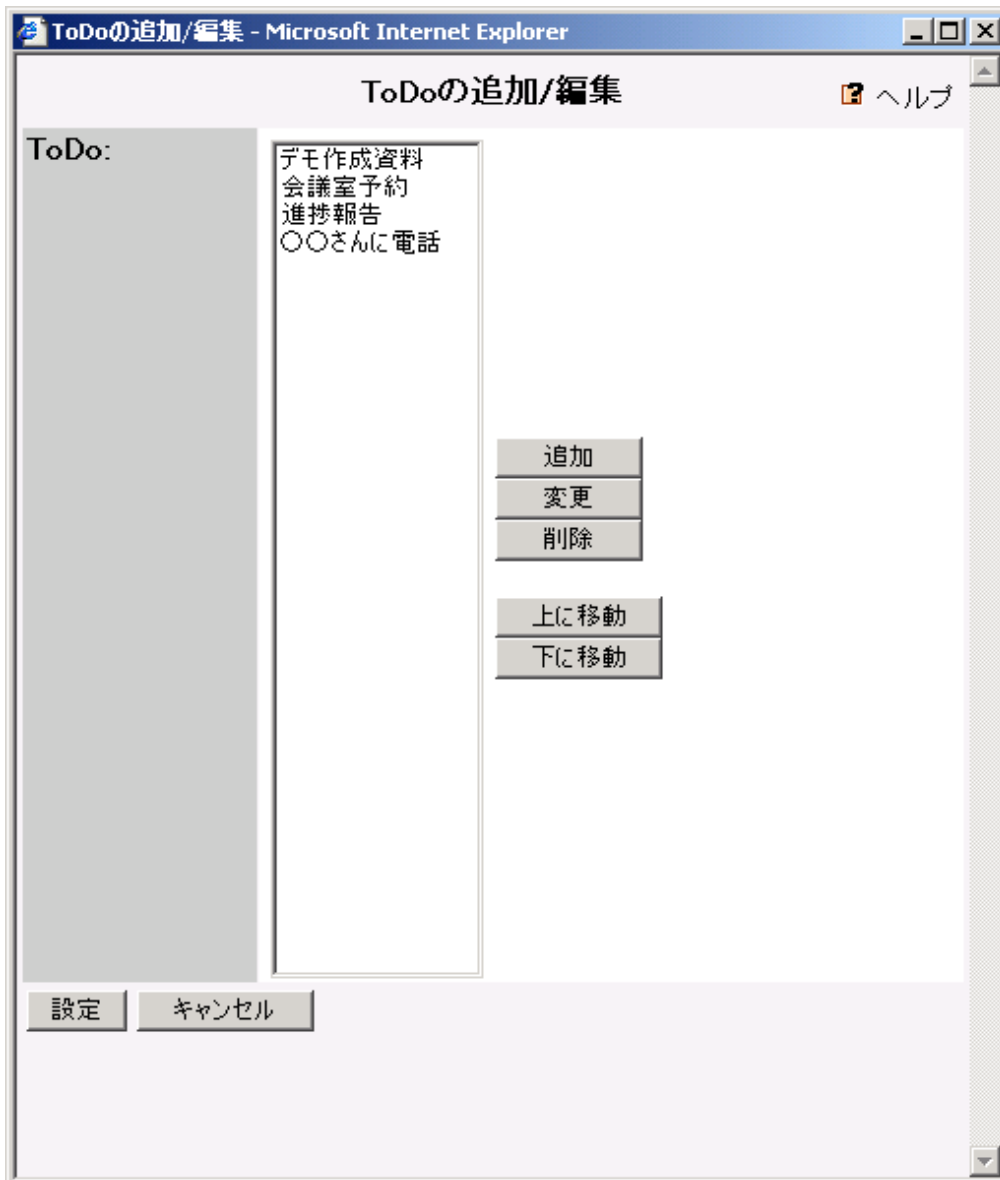 ToDoの追加/編集 - Microsoft Internet Explorer
ToDoの追加/編集
ヘルプ
ToDo:
デモ作成資料
会議室予約
進捗報告
〇〇さんに電話
追加
変更
削除
上に移動
下に移動
設定
キャンセル